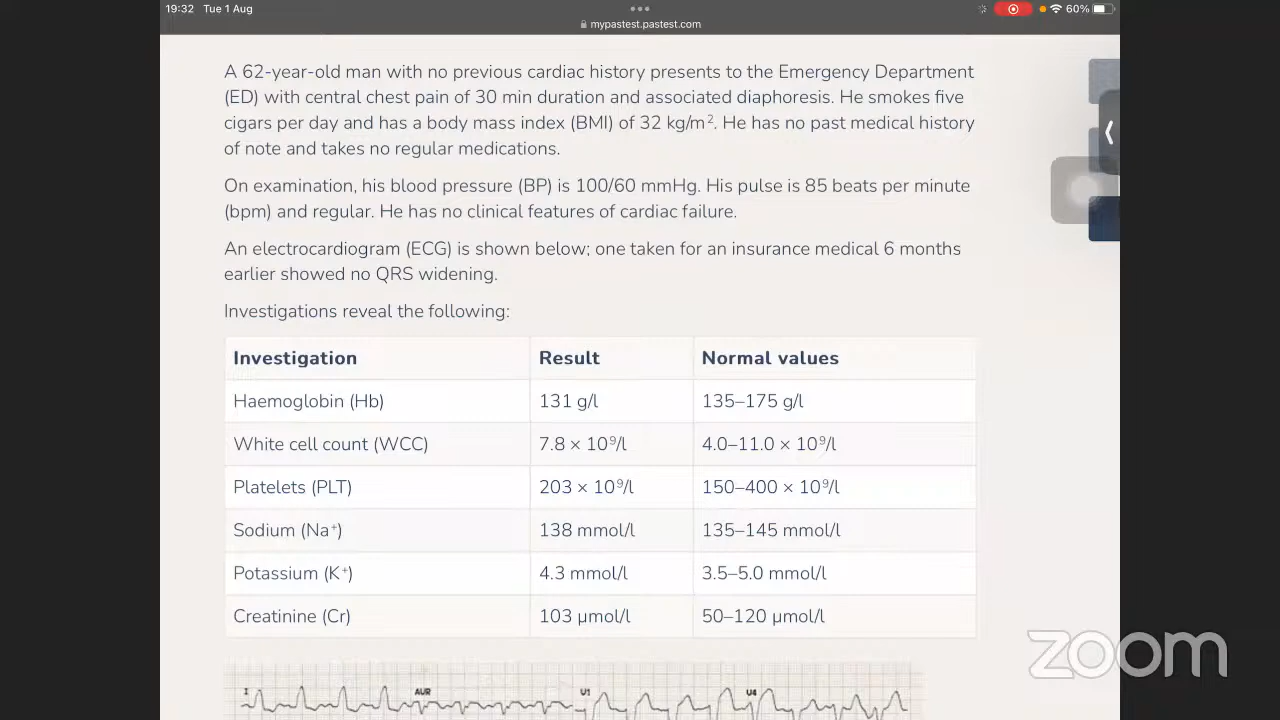 19:32 Tue 1 Aug
60%
mypastest.pastest.com
A 62-year-old man with no previous cardiac history presents to the Emergency Department
(ED) with central chest pain of 30 min duration and associated diaphoresis. He smokes five
cigars per day and has a body mass index (BMI) of 32 kg/m². He has no past medical history
of note and takes no regular medications.
On examination, his blood pressure (BP) is 100/60 mmHg. His pulse is 85 beats per minute
(bpm) and regular. He has no clinical features of cardiac failure.
An electrocardiogram (ECG) is shown below; one taken for an insurance medical 6 months
earlier showed no QRS widening.
Investigations reveal the following:
Investigation Result Normal values
Haemoglobin (Hb) 131 g/l 135–175 g/l
White cell count (WCC) 7.8 × 10⁹/l 4.0–11.0 × 10⁹/l
Platelets (PLT) 203 × 10⁹/l 150–400 × 10⁹/l
Sodium (Na⁺) 138 mmol/l 135–145 mmol/l
Potassium (K⁺) 4.3 mmol/l 3.5–5.0 mmol/l
Creatinine (Cr) 103 µmol/l 50–120 µmol/l
I AUR U1 U4
zoom